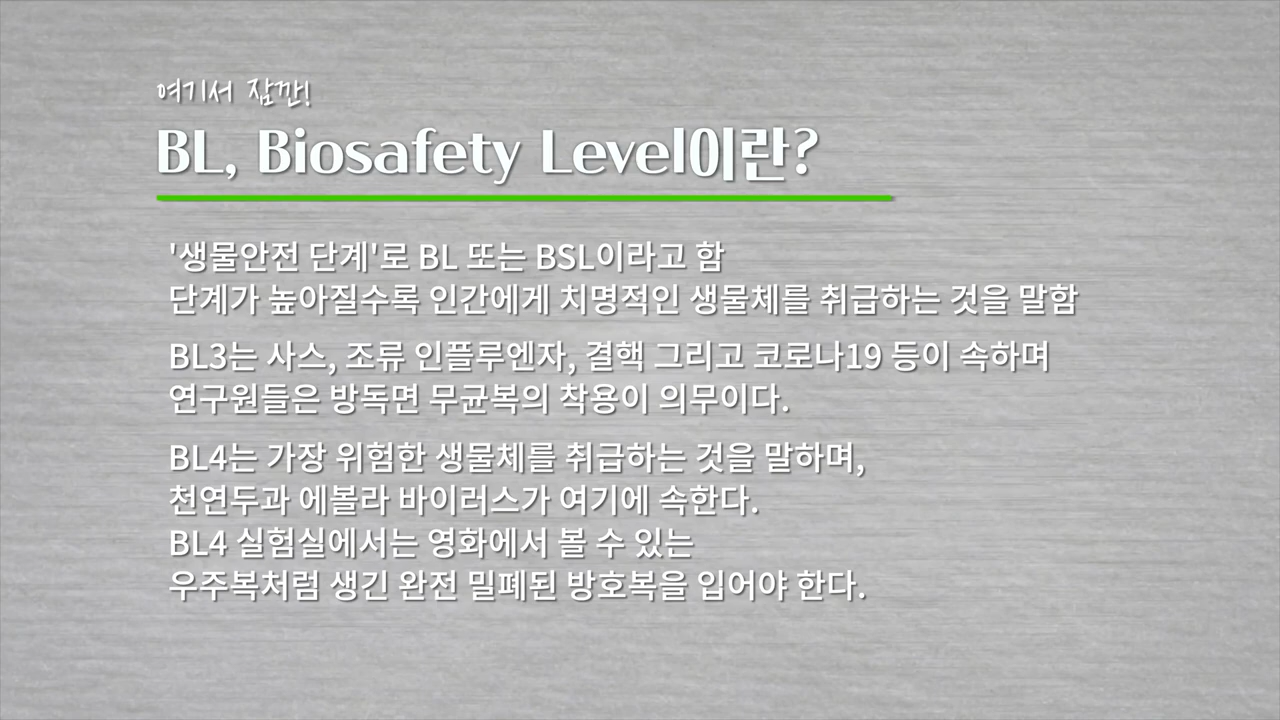 여기서 잠깐!
BL, Biosafety Level이란?
'생물안전 단계'로 BL 또는 BSL이라고 함
단계가 높아질수록 인간에게 치명적인 생물체를 취급하는 것을 말함
BL3는 사스, 조류 인플루엔자, 결핵 그리고 코로나19 등이 속하며
연구원들은 방독면 무균복의 착용이 의무이다.
BL4는 가장 위험한 생물체를 취급하는 것을 말하며,
천연두과 에볼라 바이러스가 여기에 속한다.
BL4 실험실에서는 영화에서 볼 수 있는
우주복처럼 생긴 완전 밀폐된 방호복을 입어야 한다.